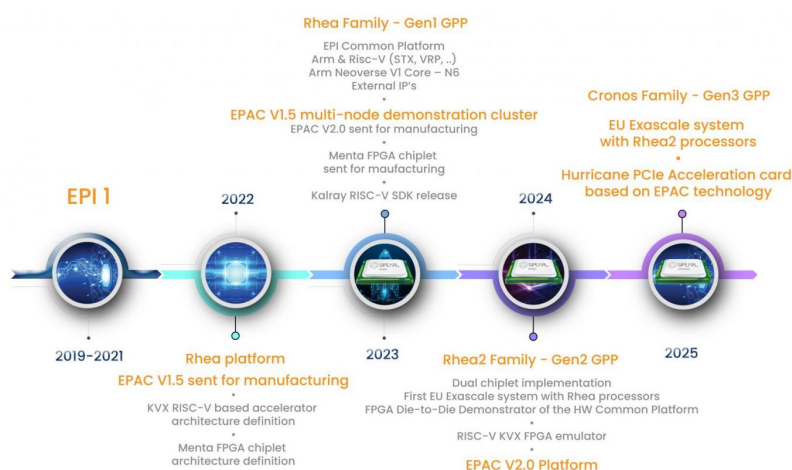 Rhea Family - Gen1 GPP
EPI Common Platform
Arm & Risc-V (STX, VRP, ..)
Arm Neoverse V1 Core – N6
External IP's
EPAC V1.5 multi-node demonstration cluster
EPAC V2.0 sent for manufacturing
Menta FPGA chiplet
sent for maufacturing
Kalray RISC-V SDK release
Cronos Family - Gen3 GPP
EU Exascale system
with Rhea2 processors
Hurricane PCIe Acceleration card
based on EPAC technology
EPI 1
2022
2024
2019-2021
2023
2025
Rhea platform
EPAC V1.5 sent for manufacturing
KVX RISC-V based accelerator
architecture definition
Menta FPGA chiplet
architecture definition
Rhea2 Family - Gen2 GPP
Dual chiplet implementation
First EU Exascale system with Rhea processors
FPGA Die-to-Die Demonstrator of the HW Common Platform
RISC-V KVX FPGA emulator
EPAC V2.0 Platform